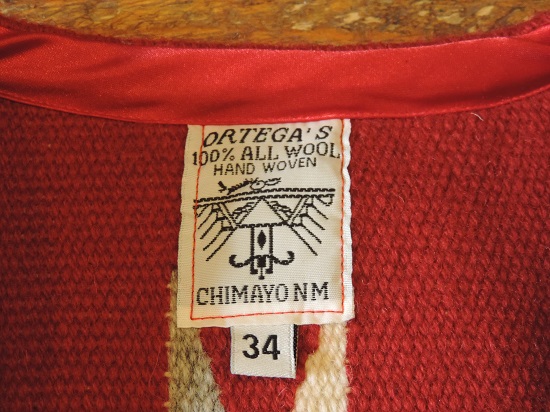 ORTEGA'S
100% ALL WOOL
HAND WOVEN
CHIMAYO NM
34